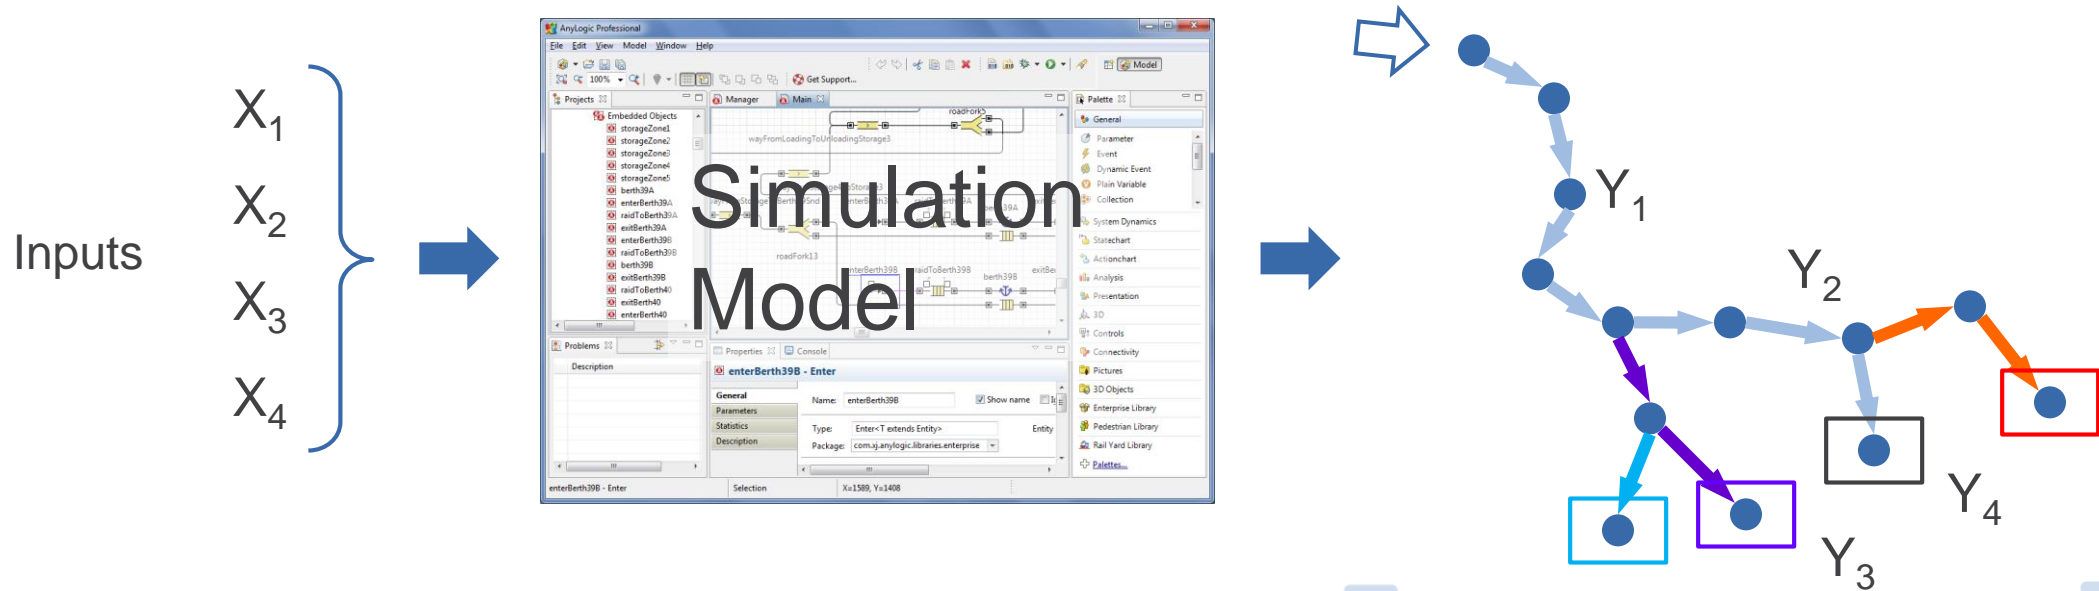 Inputs
X1
X2
X3
X4
Simulation
Model
AnyLogic Professional
File Edit View Model Window Help
100%
Get Support...
Model
Projects
Embedded Objects
storageZone1
storageZone2
storageZone3
storageZone4
storageZone5
berth39A
enterBerth39A
raidToBerth39A
exitBerth39A
enterBerth39B
raidToBerth39B
berth39B
exitBerth39B
raidToBerth40
exitBerth40
enterBerth40
Problems
Description
Manager
Main
roadFork5
wayFromLoadingToUnloadingStorage3
roadFork13
raidToBerth39B
berth39B
Properties
Console
enterBerth39B - Enter
General
Parameters
Statistics
Description
Name: enterBerth39B
Show name
Type: Enter<T extends Entity>
Entity
Package: com.xj.anylogic.libraries.enterprise
Palette
General
Parameter
Event
Dynamic Event
Plain Variable
Collection
System Dynamics
Statechart
Actionchart
Analysis
Presentation
3D
Controls
Connectivity
Pictures
3D Objects
Enterprise Library
Pedestrian Library
Rail Yard Library
Palettes...
enterBerth39B - Enter
Selection
X=1589, Y=1408
Y1
Y2
Y4
Y3